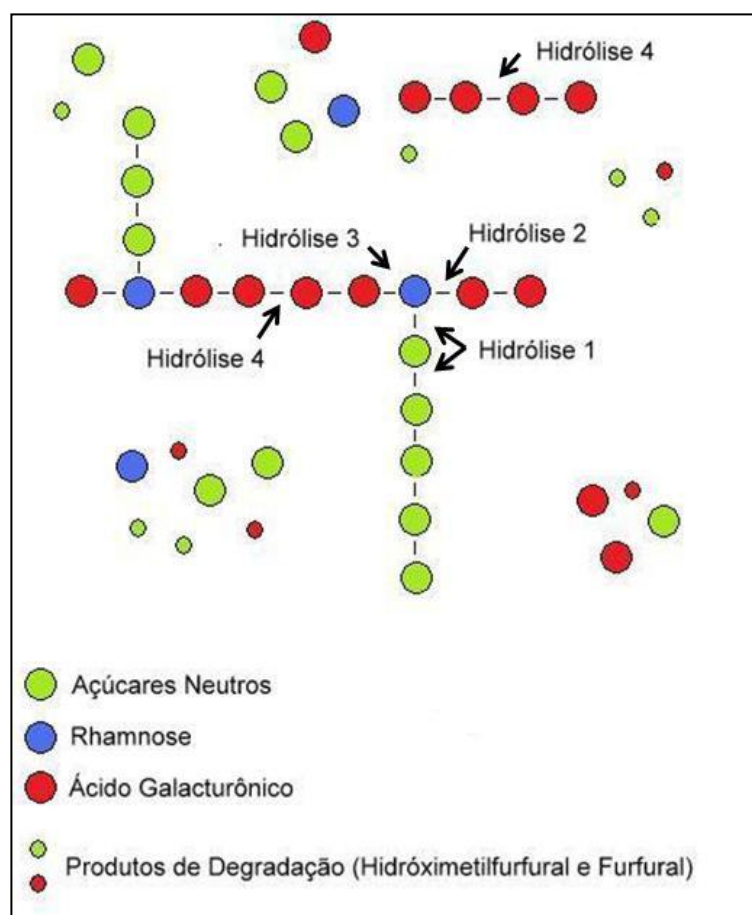 Hidrólise 4
Hidrólise 3
Hidrólise 2
Hidrólise 4
Hidrólise 1
Açúcares Neutros
Rhamnose
Ácido Galacturônico
Produtos de Degradação (Hidróximetilfurfural e Furfural)